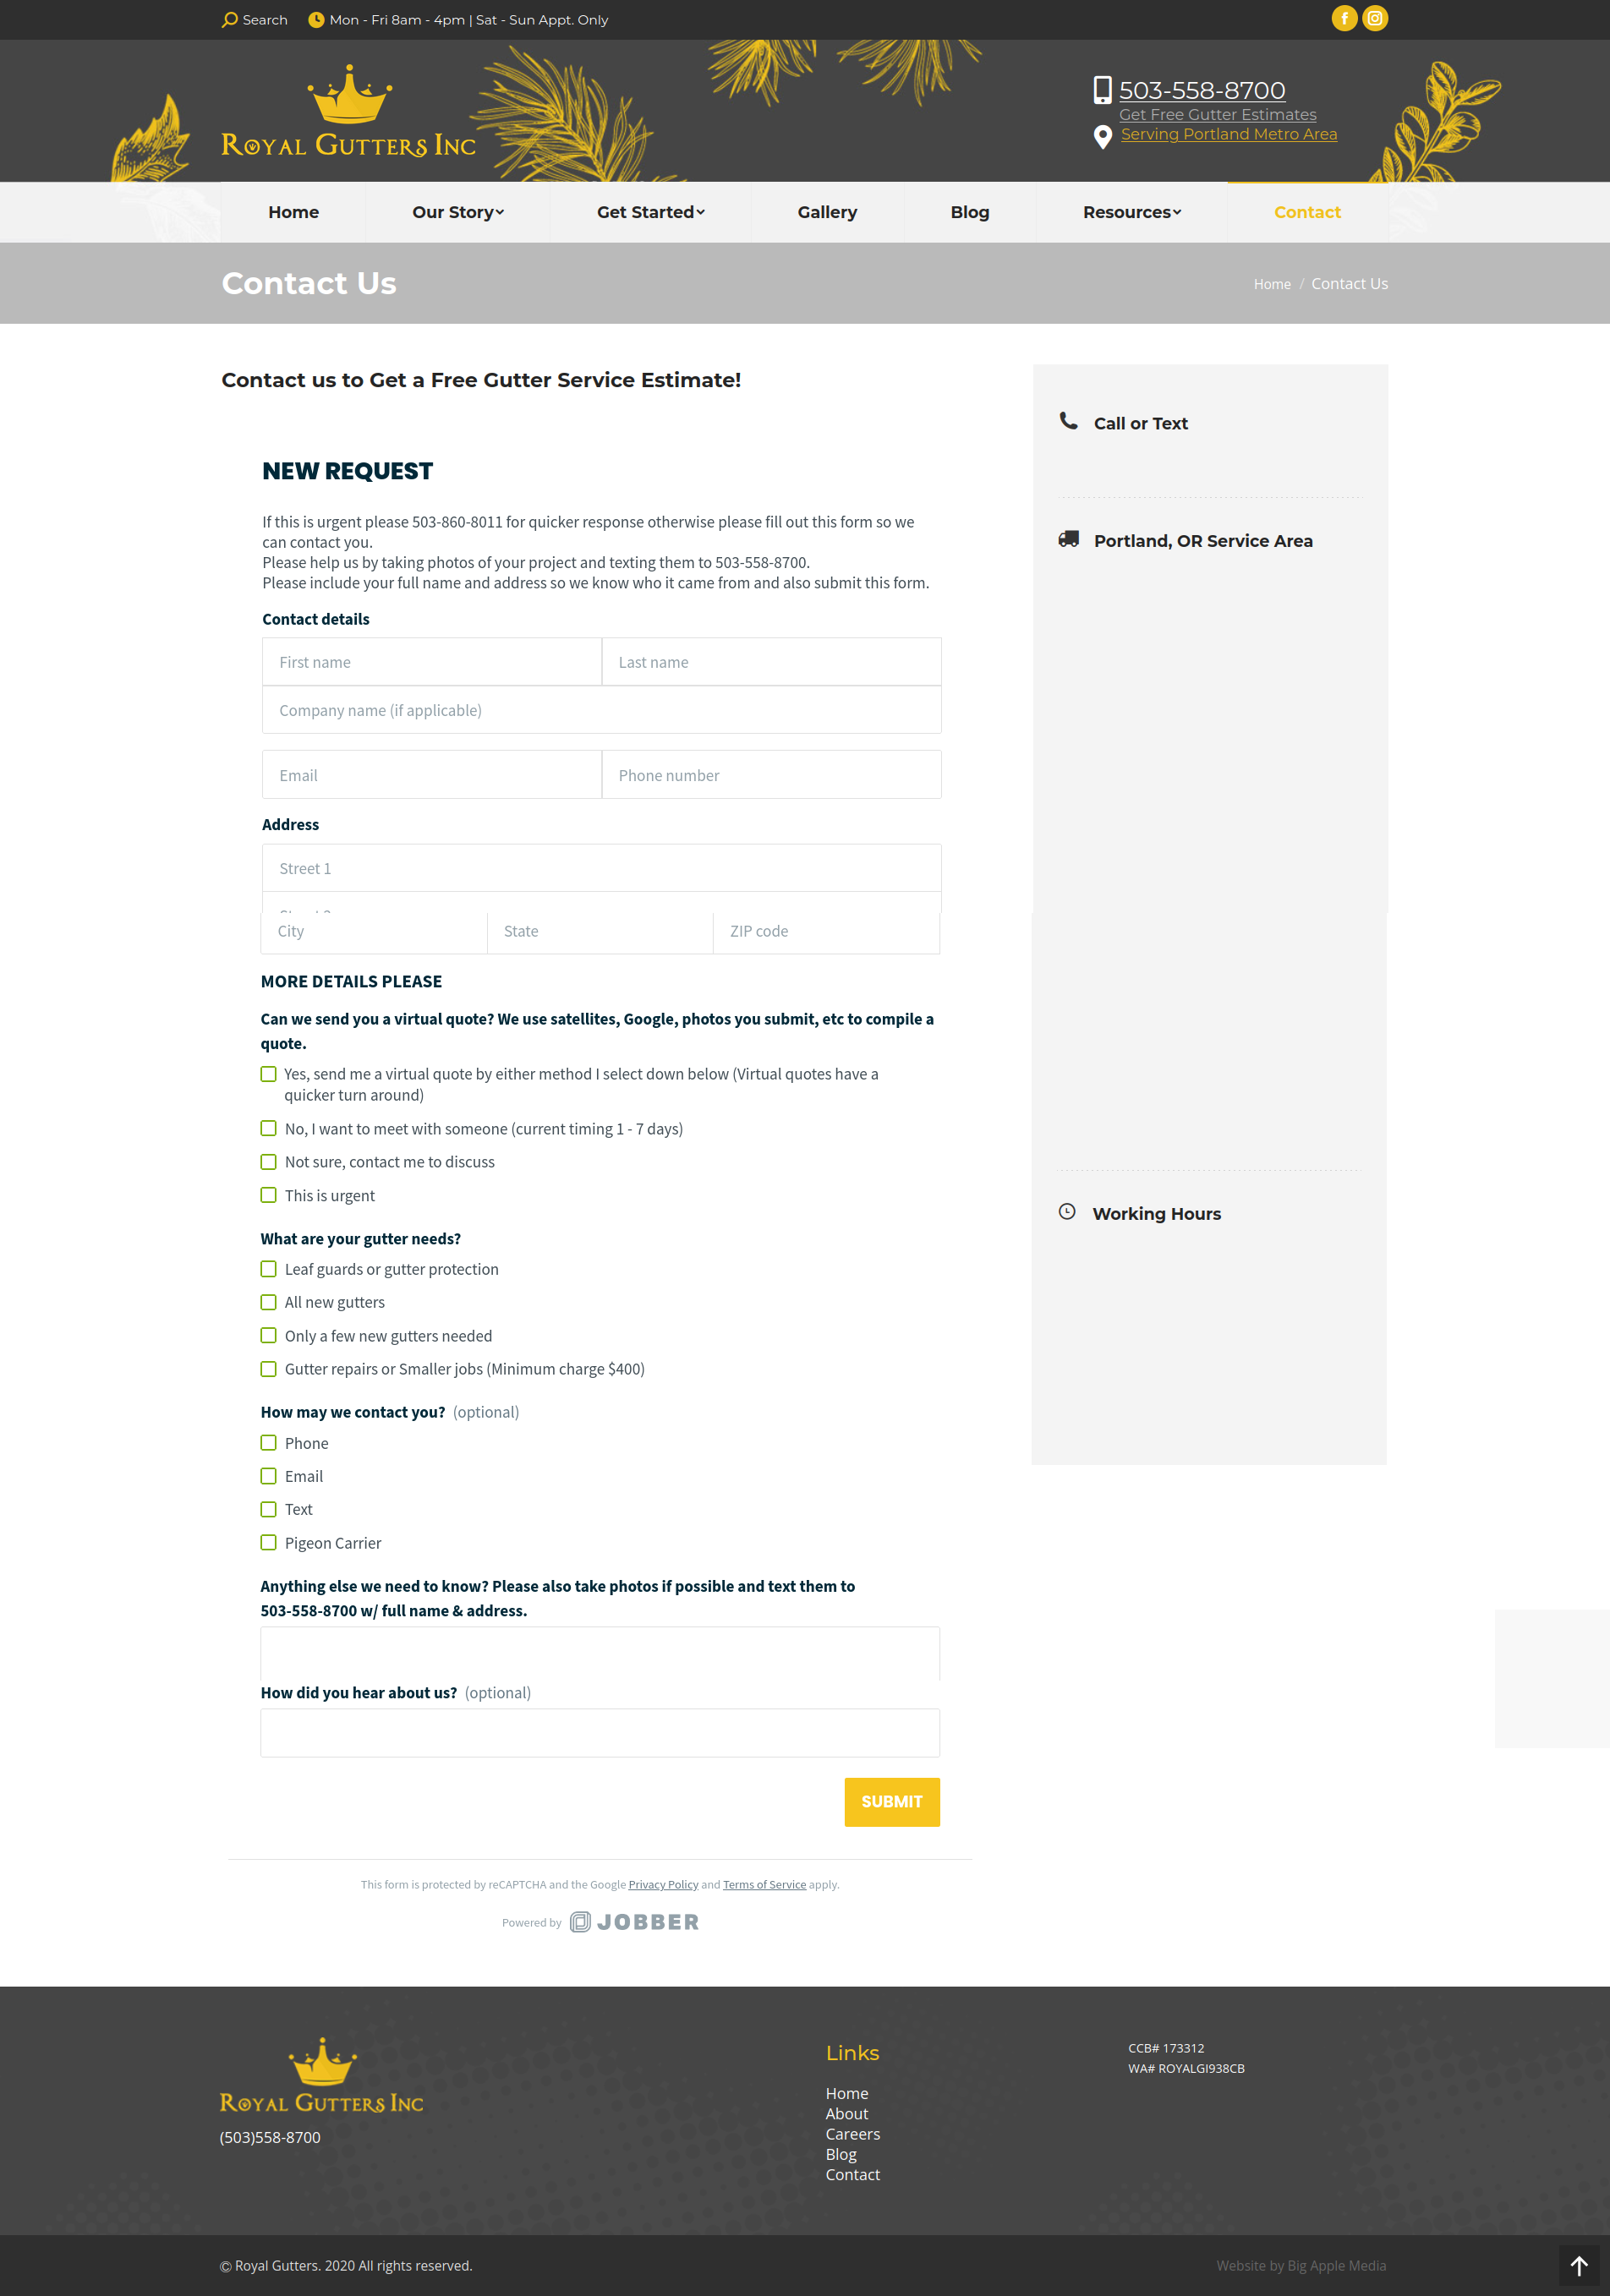 Search
Mon - Fri 8am - 4pm | Sat - Sun Appt. Only
Royal Gutters Inc
503-558-8700
Get Free Gutter Estimates
Serving Portland Metro Area
Home
Our Story
Get Started
Gallery
Blog
Resources
Contact
Contact Us
Home / Contact Us
Contact us to Get a Free Gutter Service Estimate!
NEW REQUEST
If this is urgent please 503-860-8011 for quicker response otherwise please fill out this form so we
can contact you.
Please help us by taking photos of your project and texting them to 503-558-8700.
Please include your full name and address so we know who it came from and also submit this form.
Contact details
First name
Last name
Company name (if applicable)
Email
Phone number
Address
Street 1
City
State
ZIP code
MORE DETAILS PLEASE
Can we send you a virtual quote? We use satellites, Google, photos you submit, etc to compile a
quote.
Yes, send me a virtual quote by either method I select down below (Virtual quotes have a
quicker turn around)
No, I want to meet with someone (current timing 1 - 7 days)
Not sure, contact me to discuss
This is urgent
What are your gutter needs?
Leaf guards or gutter protection
All new gutters
Only a few new gutters needed
Gutter repairs or Smaller jobs (Minimum charge $400)
How may we contact you? (optional)
Phone
Email
Text
Pigeon Carrier
Anything else we need to know? Please also take photos if possible and text them to
503-558-8700 w/ full name & address.
How did you hear about us? (optional)
SUBMIT
This form is protected by reCAPTCHA and the Google Privacy Policy and Terms of Service apply.
Powered by JOBBER
Call or Text
Portland, OR Service Area
Working Hours
Royal Gutters Inc
(503)558-8700
Links
Home
About
Careers
Blog
Contact
CCB# 173312
WA# ROYALGI938CB
© Royal Gutters. 2020 All rights reserved.
Website by Big Apple Media